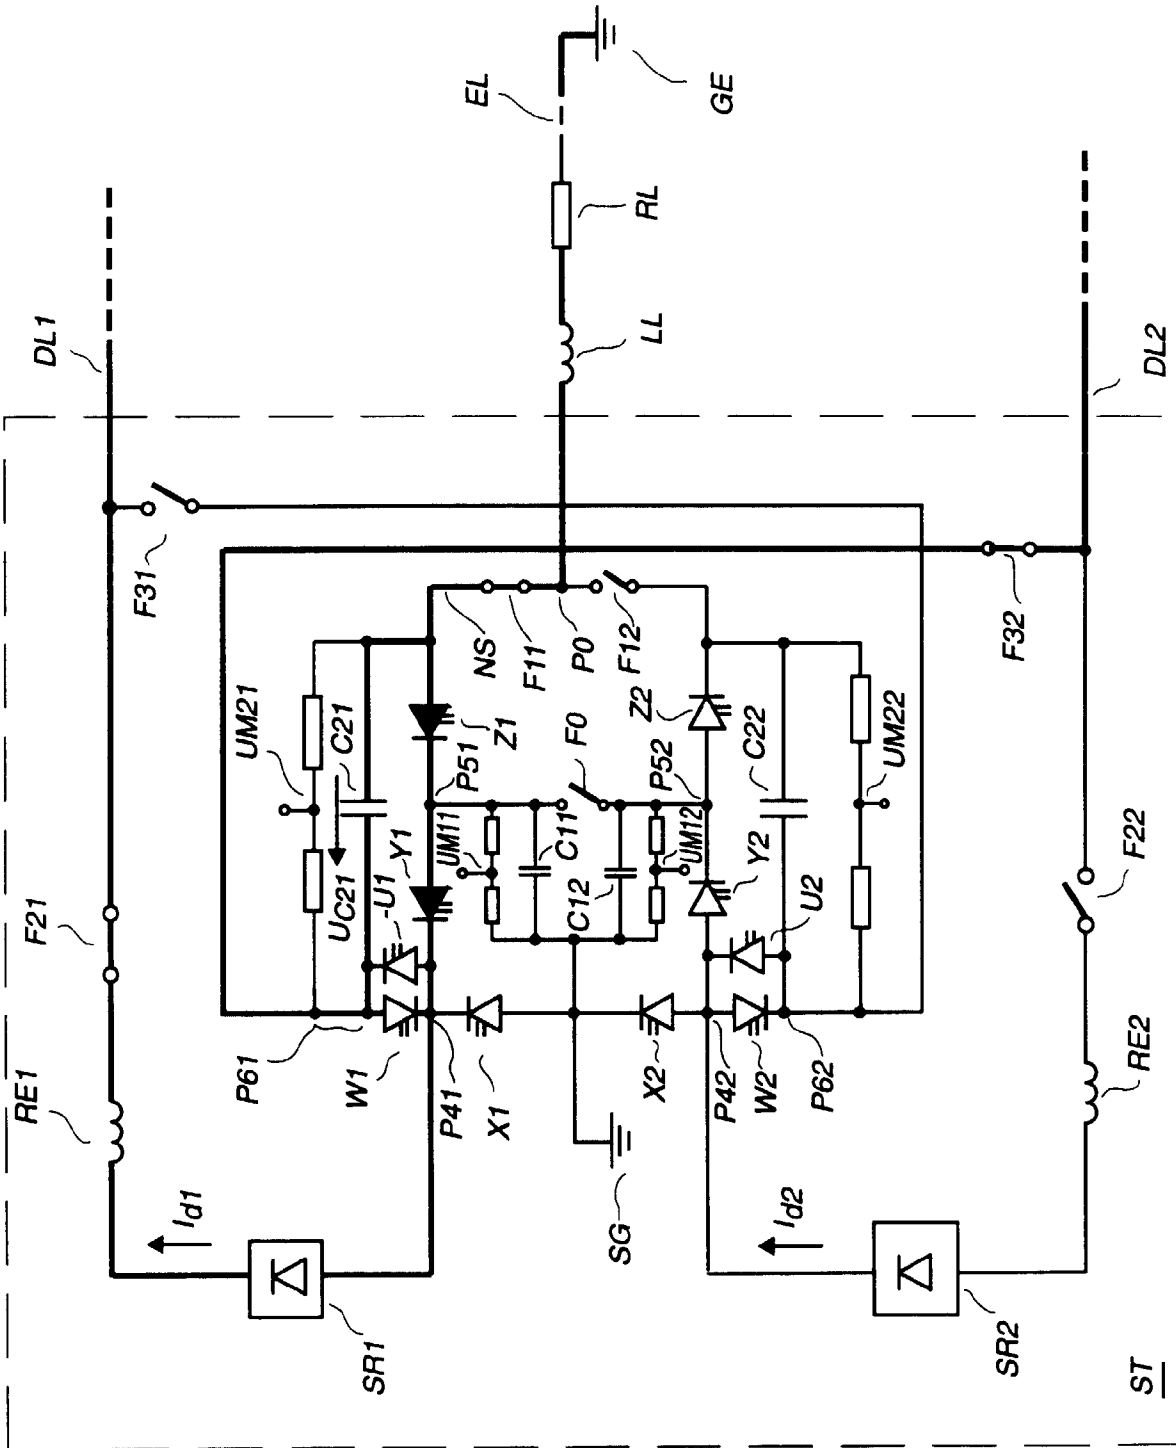 DL1
F31
F21
RE1
Id1
SR1
UM21
C21
UC21
U1
Y1
P61
W1
P41
X1
UM11
P51
Z1
NS
F11
P0
F12
F0
C11
C12
UM12
P52
Z2
Y2
C22
U2
UM22
X2
P42
W2
P62
SG
LL
RL
EL
GE
DL2
F32
F22
RE2
Id2
SR2
ST